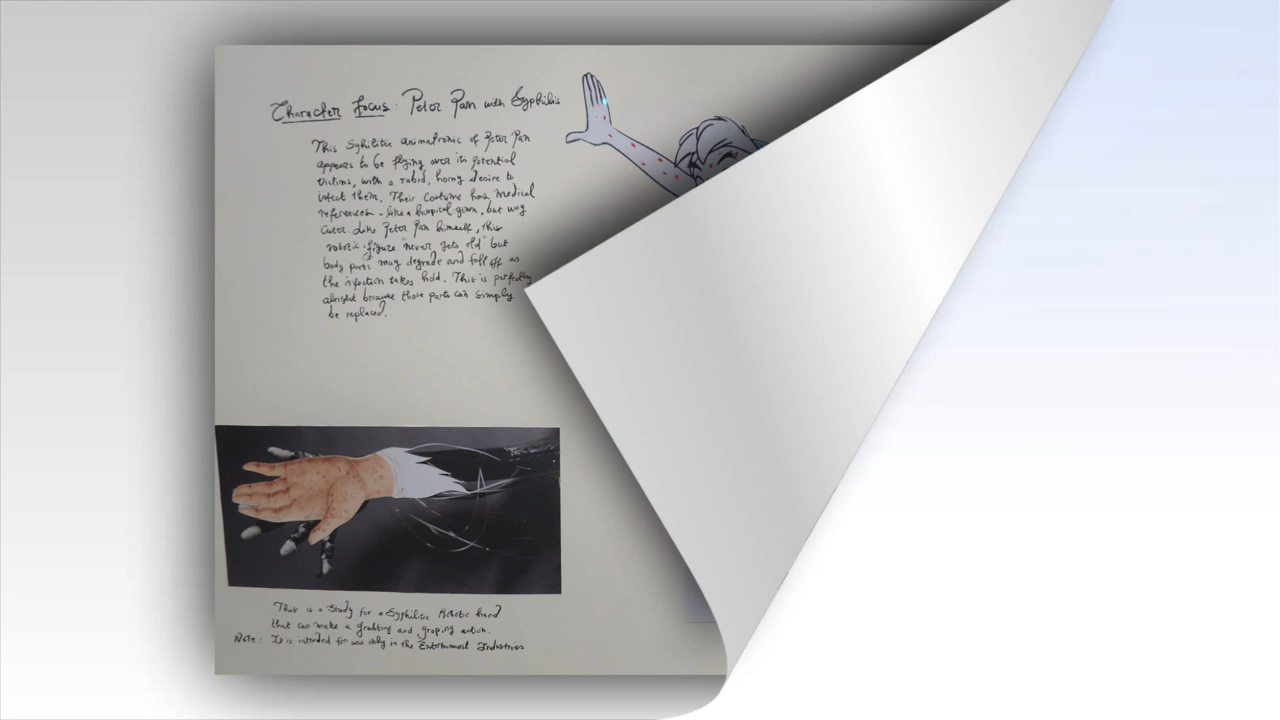 Character Focus: Peter Pan with Syphilis
This Syhilitic animatronic of Peter Pan
appears to be flying over its potential
victims, with a rabid, horny desire to
infect them. Their Costume has medical
references - like a hospital gown, but way
cuter. Like Peter Pan himself, this
robotic figure "never gets old" but
body parts may degrade and fall off as
the infection takes hold. This is perfectly
alright because those parts can simply
be replaced.
This is a study for a Syphilitic Robotic hand
that can make a grabbing and groping action.
Note: It is intended for use only in the Entertainment Industries